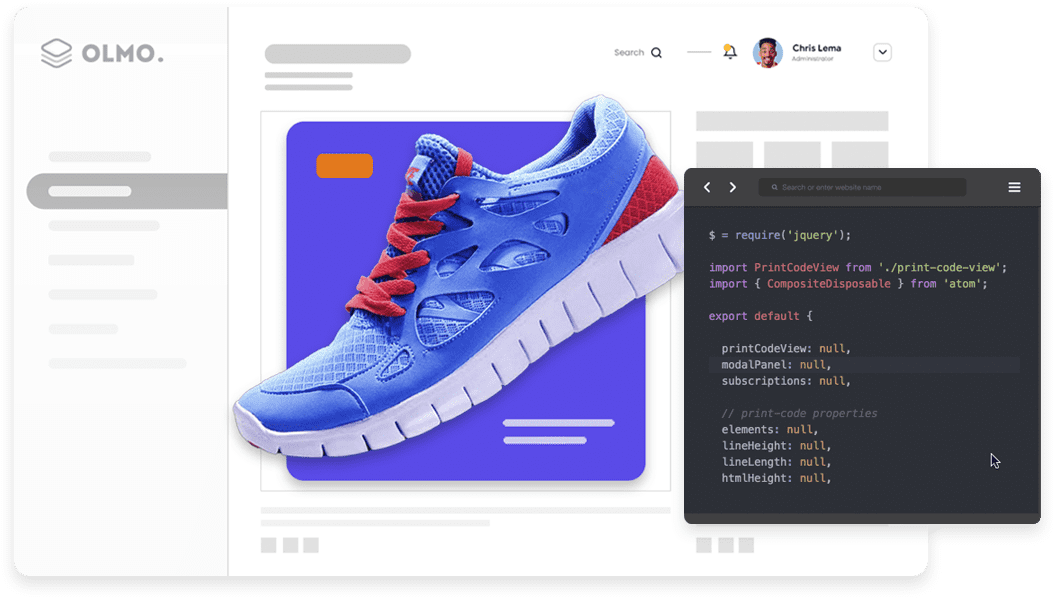 OLMO.
Search
Chris Lema
Administrator
Search or enter website name
$ = require('jquery');
import PrintCodeView from './print-code-view';
import { CompositeDisposable } from 'atom';
export default {
printCodeView: null,
modalPanel: null,
subscriptions: null,
// print-code properties
elements: null,
lineHeight: null,
lineLength: null,
htmlHeight: null,